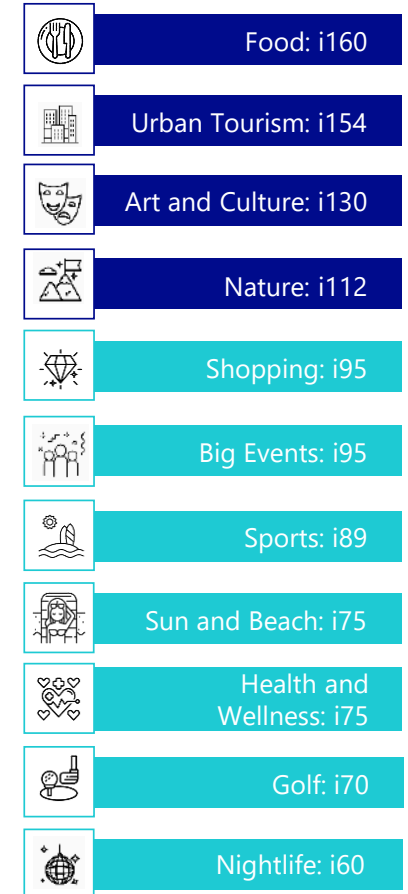 Food: i160
Urban Tourism: i154
Art and Culture: i130
Nature: i112
Shopping: i95
Big Events: i95
Sports: i89
Sun and Beach: i75
Health and
Wellness: i75
Golf: i70
Nightlife: i60